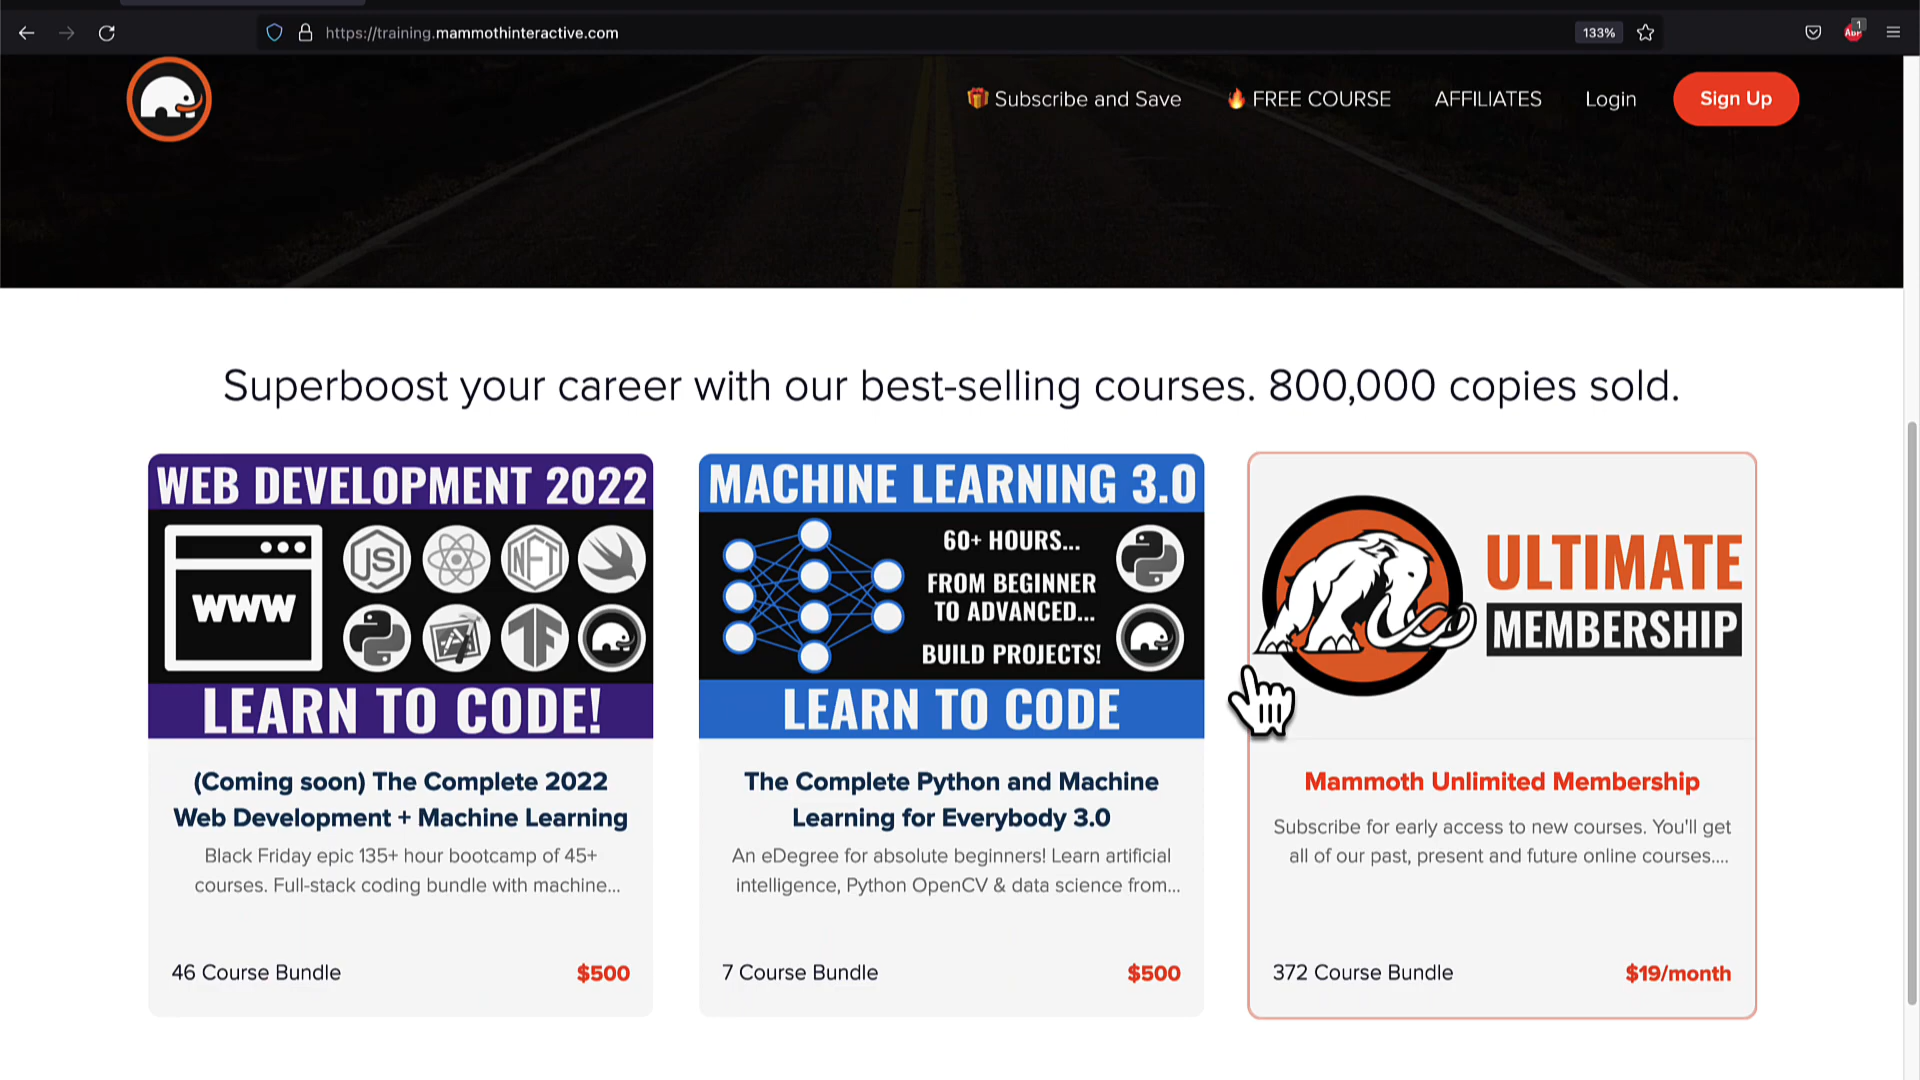 https://training.mammothinteractive.com
133%
1
ABP
🎁 Subscribe and Save
🔥 FREE COURSE
AFFILIATES
Login
Sign Up
Superboost your career with our best-selling courses. 800,000 copies sold.
WEB DEVELOPMENT 2022
WWW
JS
NFT
TF
LEARN TO CODE!
(Coming soon) The Complete 2022
Web Development + Machine Learning
Black Friday epic 135+ hour bootcamp of 45+
courses. Full-stack coding bundle with machine...
46 Course Bundle
$500
MACHINE LEARNING 3.0
60+ HOURS...
FROM BEGINNER
TO ADVANCED...
BUILD PROJECTS!
LEARN TO CODE
The Complete Python and Machine
Learning for Everybody 3.0
An eDegree for absolute beginners! Learn artificial
intelligence, Python OpenCV & data science from...
7 Course Bundle
$500
ULTIMATE
MEMBERSHIP
Mammoth Unlimited Membership
Subscribe for early access to new courses. You'll get
all of our past, present and future online courses....
372 Course Bundle
$19/month